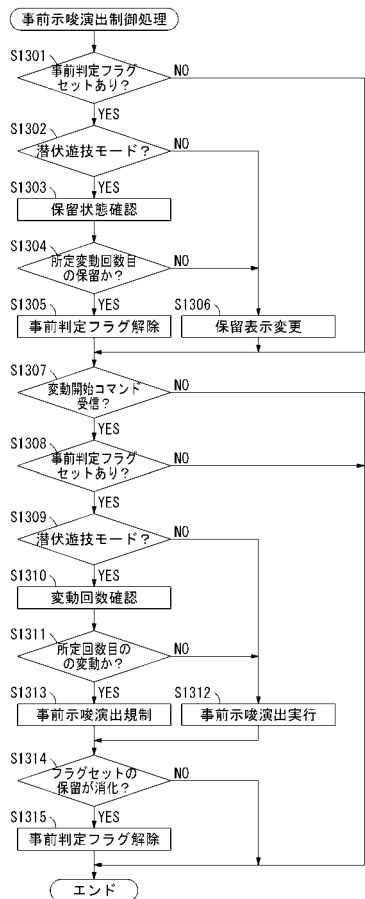 事前示唆演出制御処理
S1301
事前判定フラグ
セットあり?
NO
YES
S1302
潜伏遊技モード?
NO
YES
S1303
保留状態確認
S1304
所定変動回数目
の保留か?
NO
YES
S1305
事前判定フラグ解除
S1306
保留表示変更
S1307
変動開始コマンド
受信?
NO
YES
S1308
事前判定フラグ
セットあり?
NO
YES
S1309
潜伏遊技モード?
NO
YES
S1310
変動回数確認
S1311
所定回数目の
の変動か?
NO
YES
S1313
事前示唆演出規制
S1312
事前示唆演出実行
S1314
フラグセットの
保留が消化?
NO
YES
S1315
事前判定フラグ解除
エンド